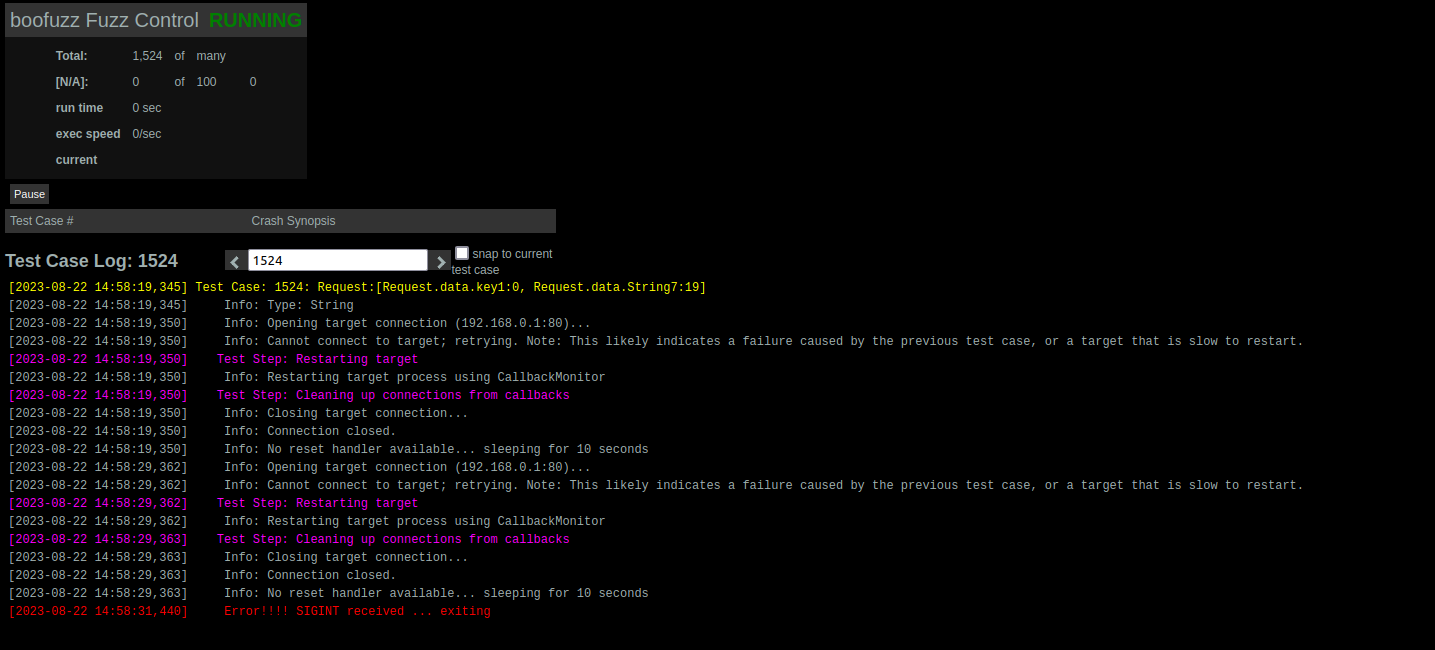 boofuzz Fuzz Control RUNNING
Total: 1,524 of many
[N/A]: 0 of 100 0
run time 0 sec
exec speed 0/sec
current
Pause
Test Case # Crash Synopsis
Test Case Log: 1524 1524 snap to current test case
[2023-08-22 14:58:19,345] Test Case: 1524: Request:[Request.data.key1:0, Request.data.String7:19]
[2023-08-22 14:58:19,345] Info: Type: String
[2023-08-22 14:58:19,350] Info: Opening target connection (192.168.0.1:80)...
[2023-08-22 14:58:19,350] Info: Cannot connect to target; retrying. Note: This likely indicates a failure caused by the previous test case, or a target that is slow to restart.
[2023-08-22 14:58:19,350] Test Step: Restarting target
[2023-08-22 14:58:19,350] Info: Restarting target process using CallbackMonitor
[2023-08-22 14:58:19,350] Test Step: Cleaning up connections from callbacks
[2023-08-22 14:58:19,350] Info: Closing target connection...
[2023-08-22 14:58:19,350] Info: Connection closed.
[2023-08-22 14:58:19,350] Info: No reset handler available... sleeping for 10 seconds
[2023-08-22 14:58:29,362] Info: Opening target connection (192.168.0.1:80)...
[2023-08-22 14:58:29,362] Info: Cannot connect to target; retrying. Note: This likely indicates a failure caused by the previous test case, or a target that is slow to restart.
[2023-08-22 14:58:29,362] Test Step: Restarting target
[2023-08-22 14:58:29,362] Info: Restarting target process using CallbackMonitor
[2023-08-22 14:58:29,363] Test Step: Cleaning up connections from callbacks
[2023-08-22 14:58:29,363] Info: Closing target connection...
[2023-08-22 14:58:29,363] Info: Connection closed.
[2023-08-22 14:58:29,363] Info: No reset handler available... sleeping for 10 seconds
[2023-08-22 14:58:31,440] Error!!!! SIGINT received ... exiting